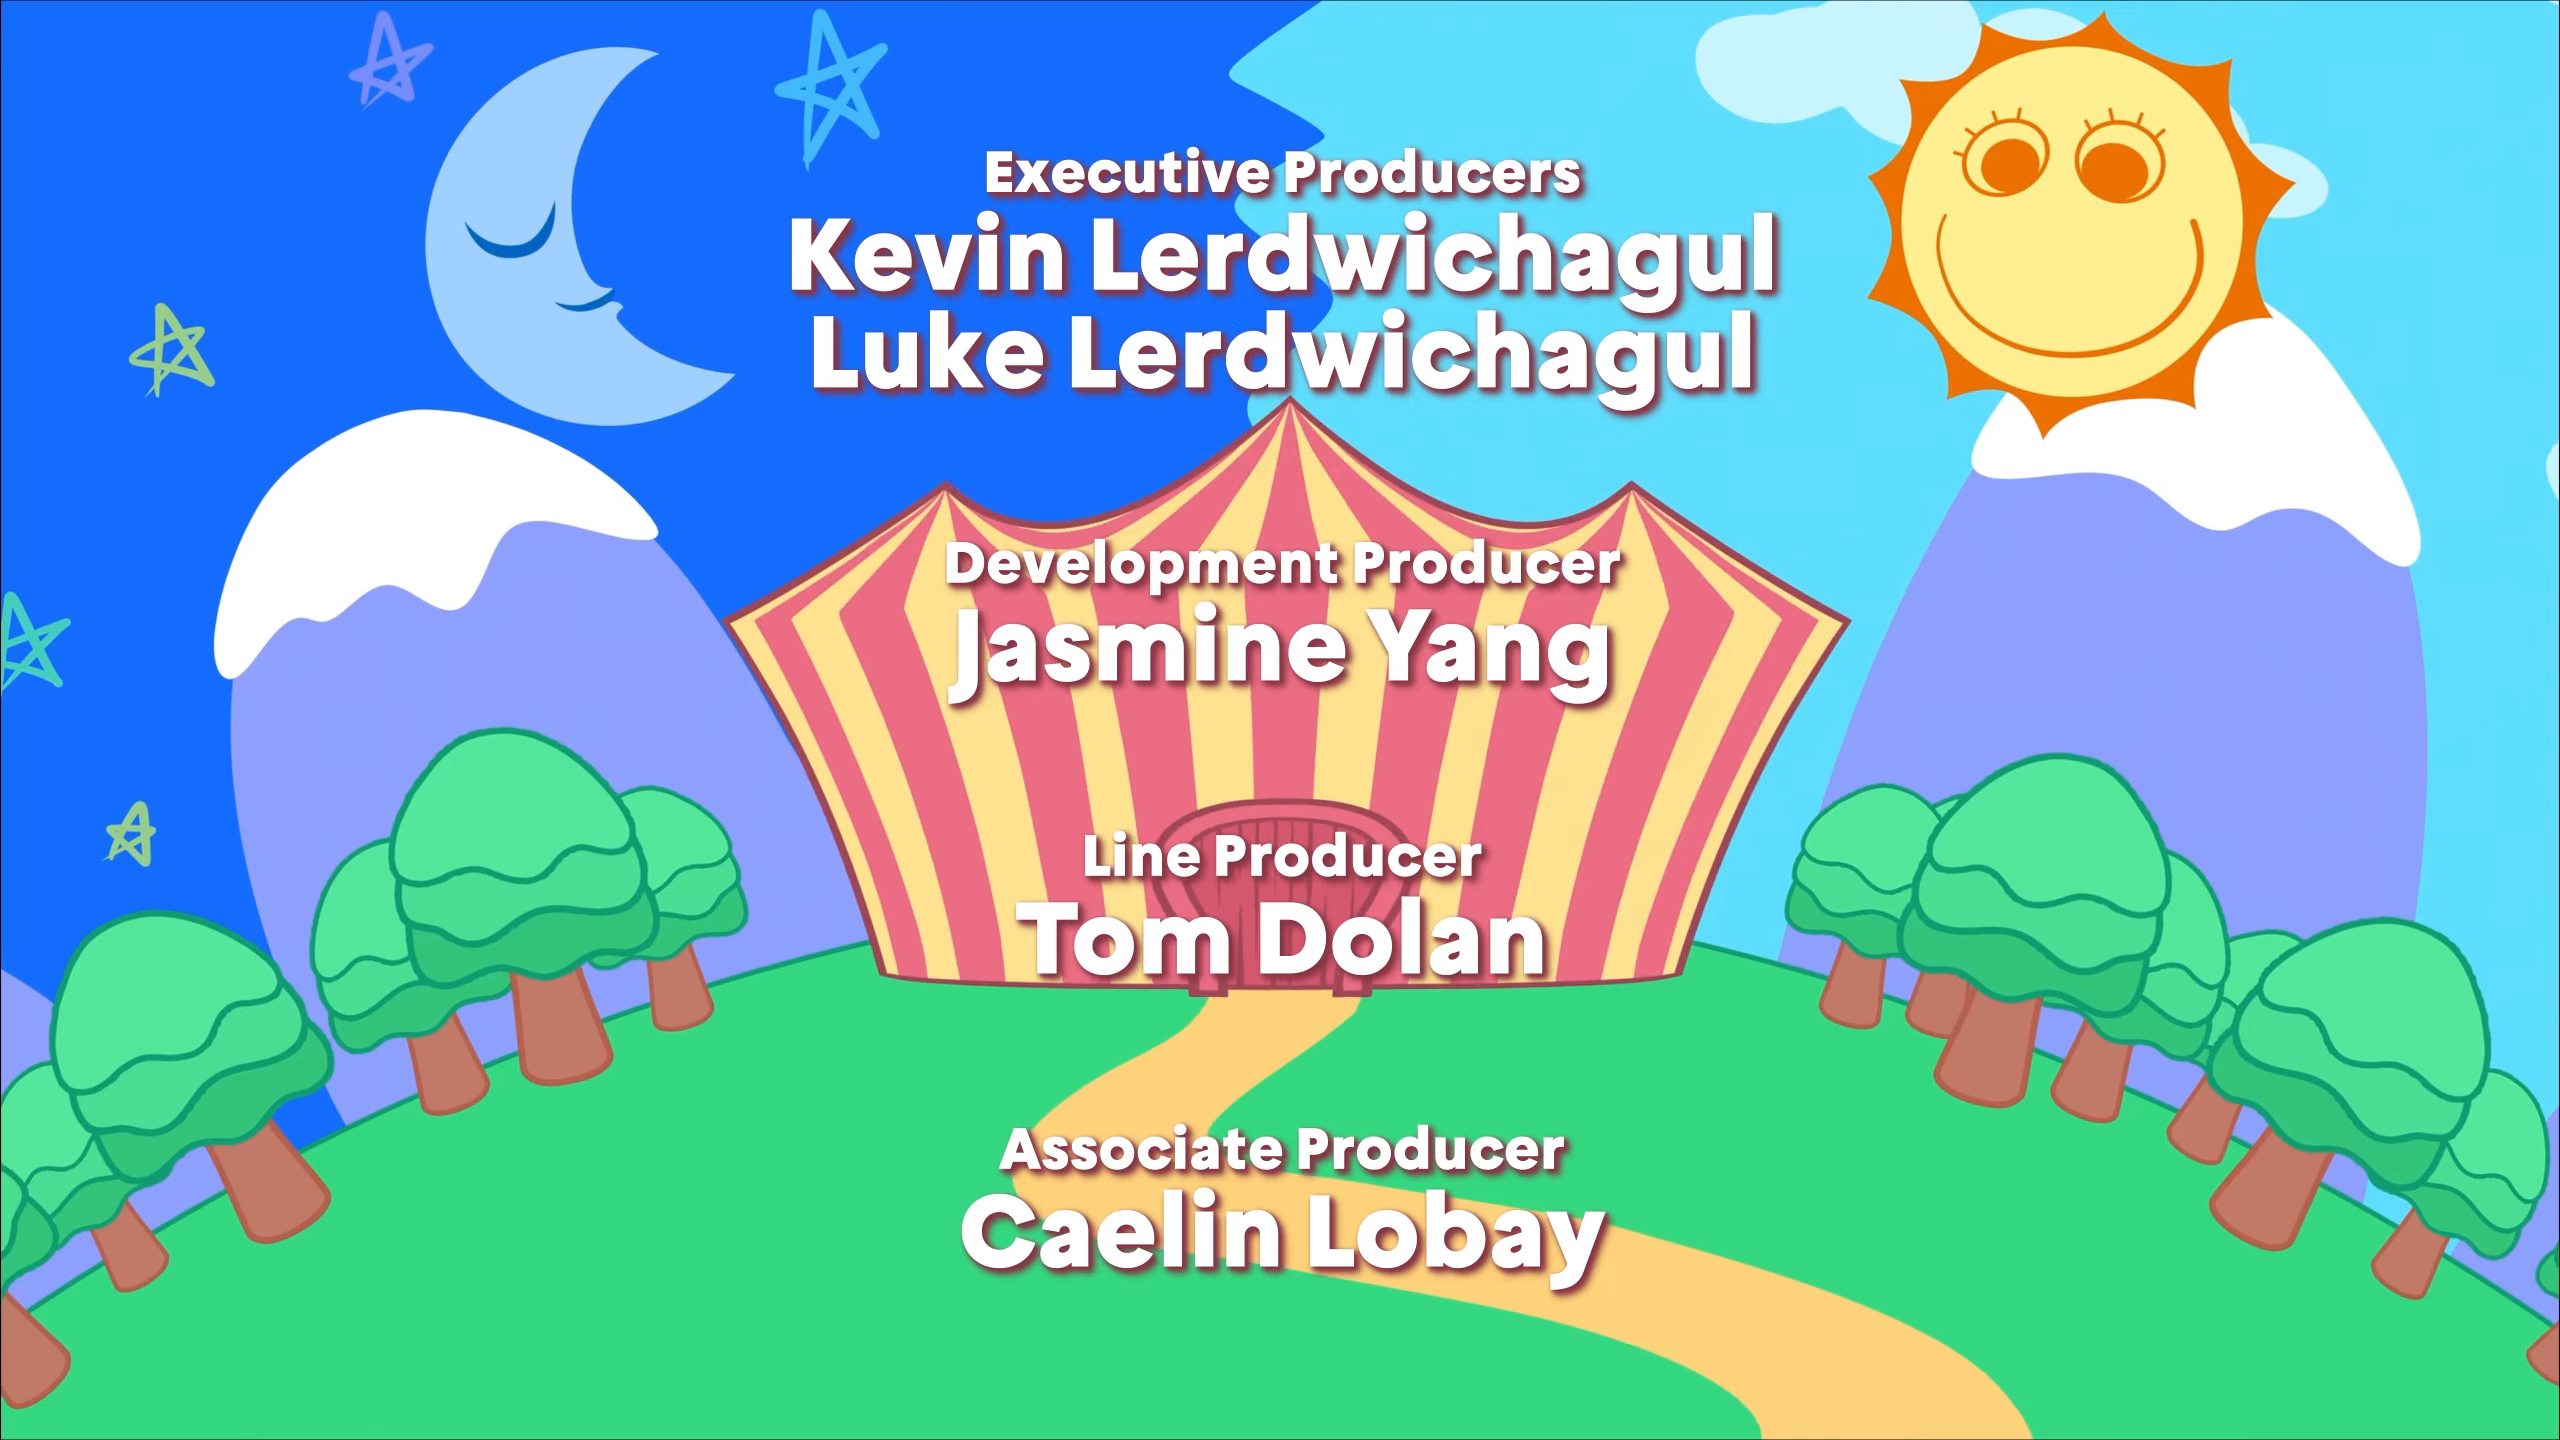 Executive Producers
Kevin Lerdwichagul
Luke Lerdwichagul
Development Producer
Jasmine Yang
Line Producer
Tom Dolan
Associate Producer
Caelin Lobay